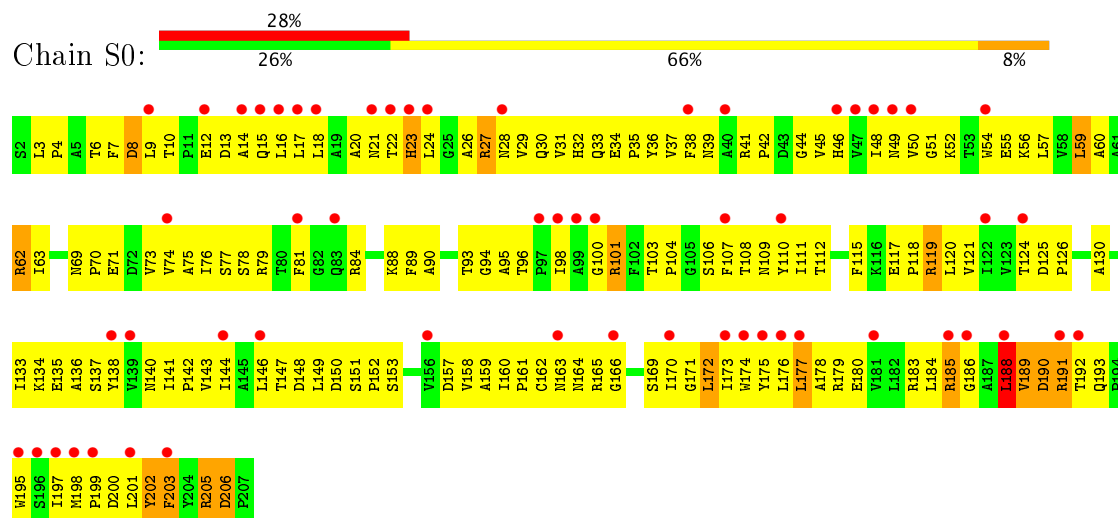 28%
Chain S0:
26% 66% 8%
S2 L3 P4 A5 T6 F7 D8 L9 T10 P11 E12 D13 A14 Q15 L16 L17 L18 A19 A20 N21 T22 H23 L24 G25 A26 R27 N28 V29 Q30 V31 H32 Q33 E34 P35 Y36 V37 F38 N39 A40 R41 P42 D43 G44 V45 H46 V47 I48 N49 V50 G51 K52 T53 W54 E55 K56 L57 V58 L59 A60 A61
R62 I63 N69 P70 E71 D72 V73 V74 A75 I76 S77 S78 R79 T80 F81 G82 Q83 R84 K88 F89 A90 T93 G94 A95 T96 P97 I98 A99 G100 R101 F102 T103 P104 G105 S106 F107 T108 N109 Y110 I111 T112 F115 K116 E117 P118 R119 L120 V121 I122 V123 T124 D125 P126 A130
I133 K134 E135 A136 S137 Y138 V139 N140 I141 P142 V143 I144 A145 L146 T147 D148 L149 D150 S151 P152 S153 V156 D157 V158 A159 I160 P161 C162 N163 N164 R165 G166 S169 I170 G171 L172 I173 W174 Y175 L176 L177 A178 R179 E180 V181 L182 R183 L184 R185 G186 A187 L188 V189 D190 R191 T192 Q193 P194
W195 S196 I197 M198 P199 D200 L201 Y202 F203 Y204 R205 D206 P207